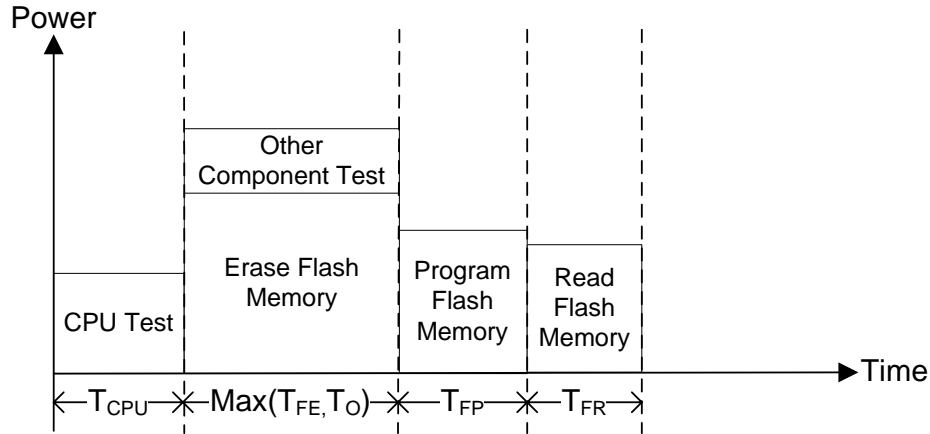 Power
Other
Component Test
Erase Flash
Memory
Program
Flash
Memory
Read
Flash
Memory
CPU Test
Time
T_CPU
Max(T_FE,T_O)
T_FP
T_FR